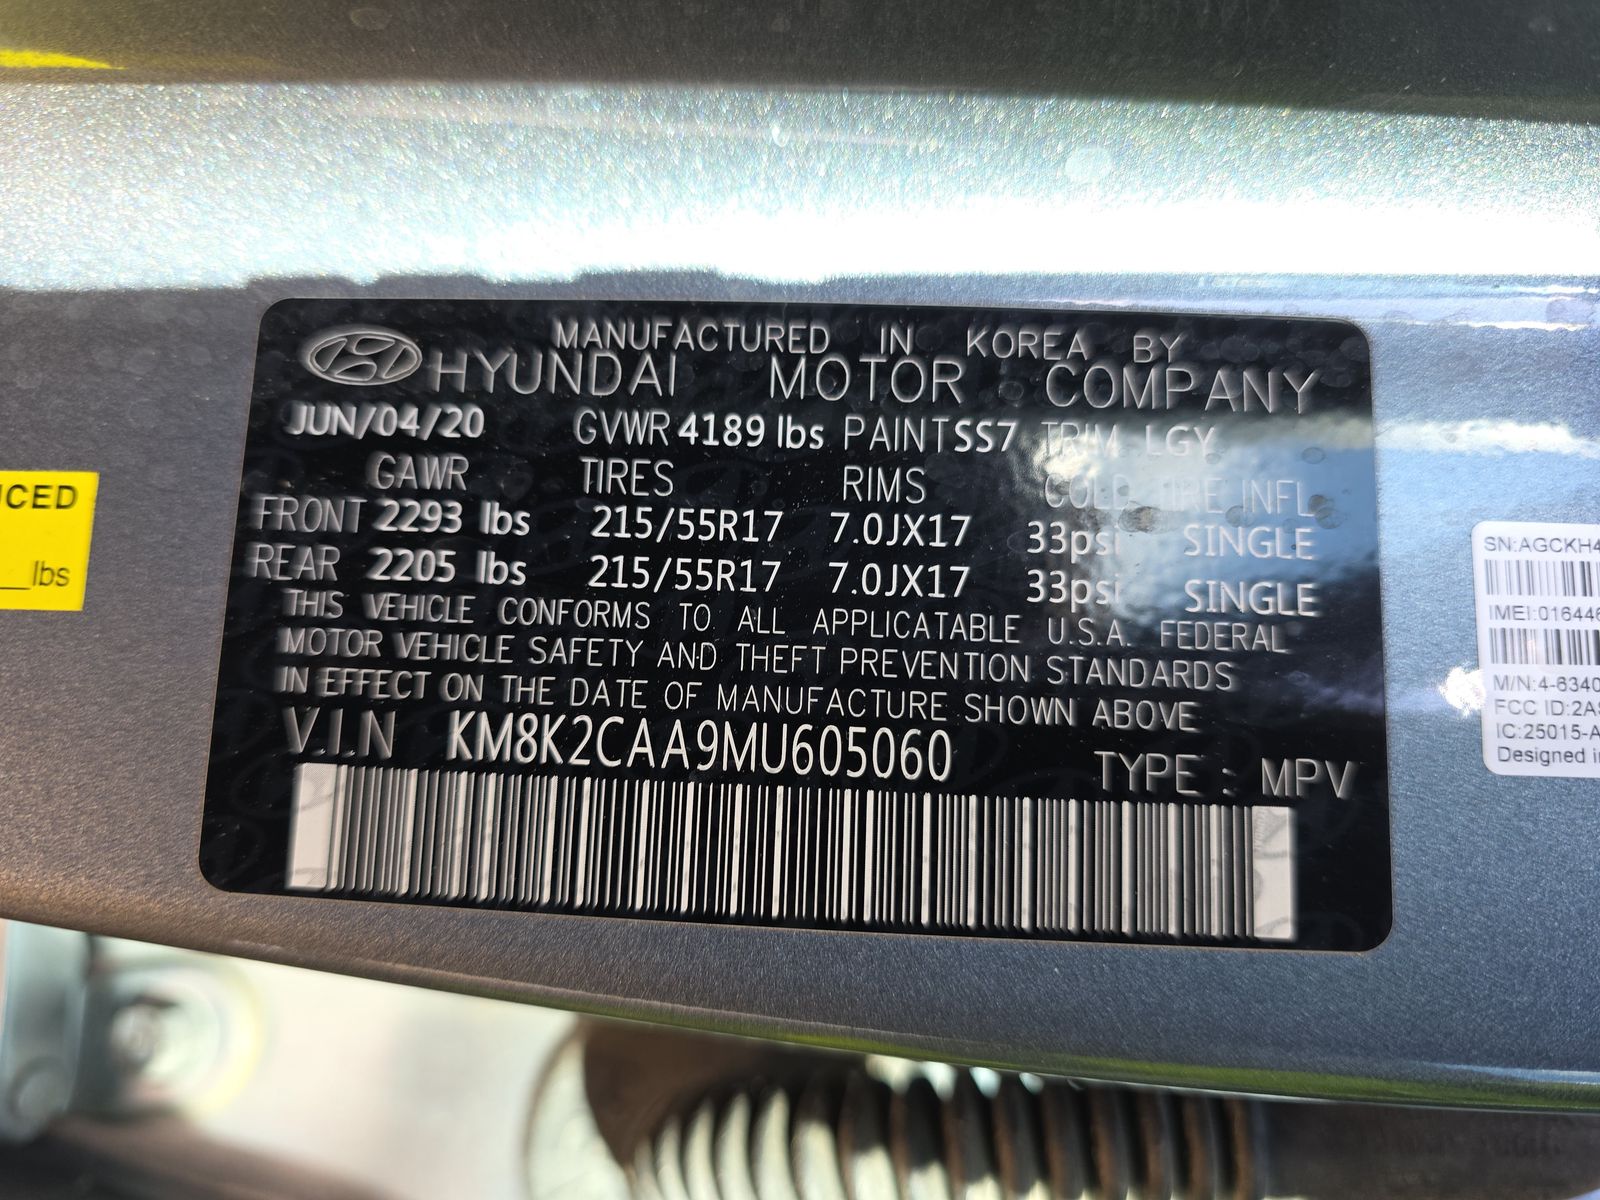 MANUFACTURED IN KOREA BY
HYUNDAI MOTOR COMPANY
JUN/04/20 GVWR 4189 lbs PAINT SS7 TRIM LGY
GAWR TIRES RIMS COLD TIRE INFL
FRONT 2293 lbs 215/55R17 7.0JX17 33psi SINGLE
REAR 2205 lbs 215/55R17 7.0JX17 33psi SINGLE
THIS VEHICLE CONFORMS TO ALL APPLICATABLE U.S.A. FEDERAL
MOTOR VEHICLE SAFETY AND THEFT PREVENTION STANDARDS
IN EFFECT ON THE DATE OF MANUFACTURE SHOWN ABOVE
V.I.N KM8K2CAA9MU605060 TYPE : MPV
CED
__lbs
SN:AGCKH4
IMEI:016446
M/N:4-6340
FCC ID:2AS
IC:25015-A
Designed in